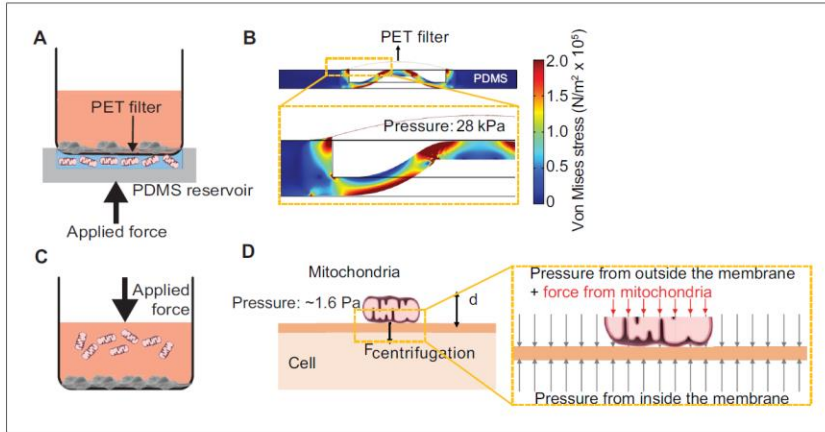 A
PET filter
PDMS reservoir
Applied force
B
PET filter
PDMS
Pressure: 28 kPa
2.0
1.5
1.0
0.5
0
Von Mises stress (N/m² x 10⁵)
C
Applied
force
D
Mitochondria
Pressure: ~1.6 Pa
d
Fcentrifugation
Cell
Pressure from outside the membrane
+ force from mitochondria
Pressure from inside the membrane